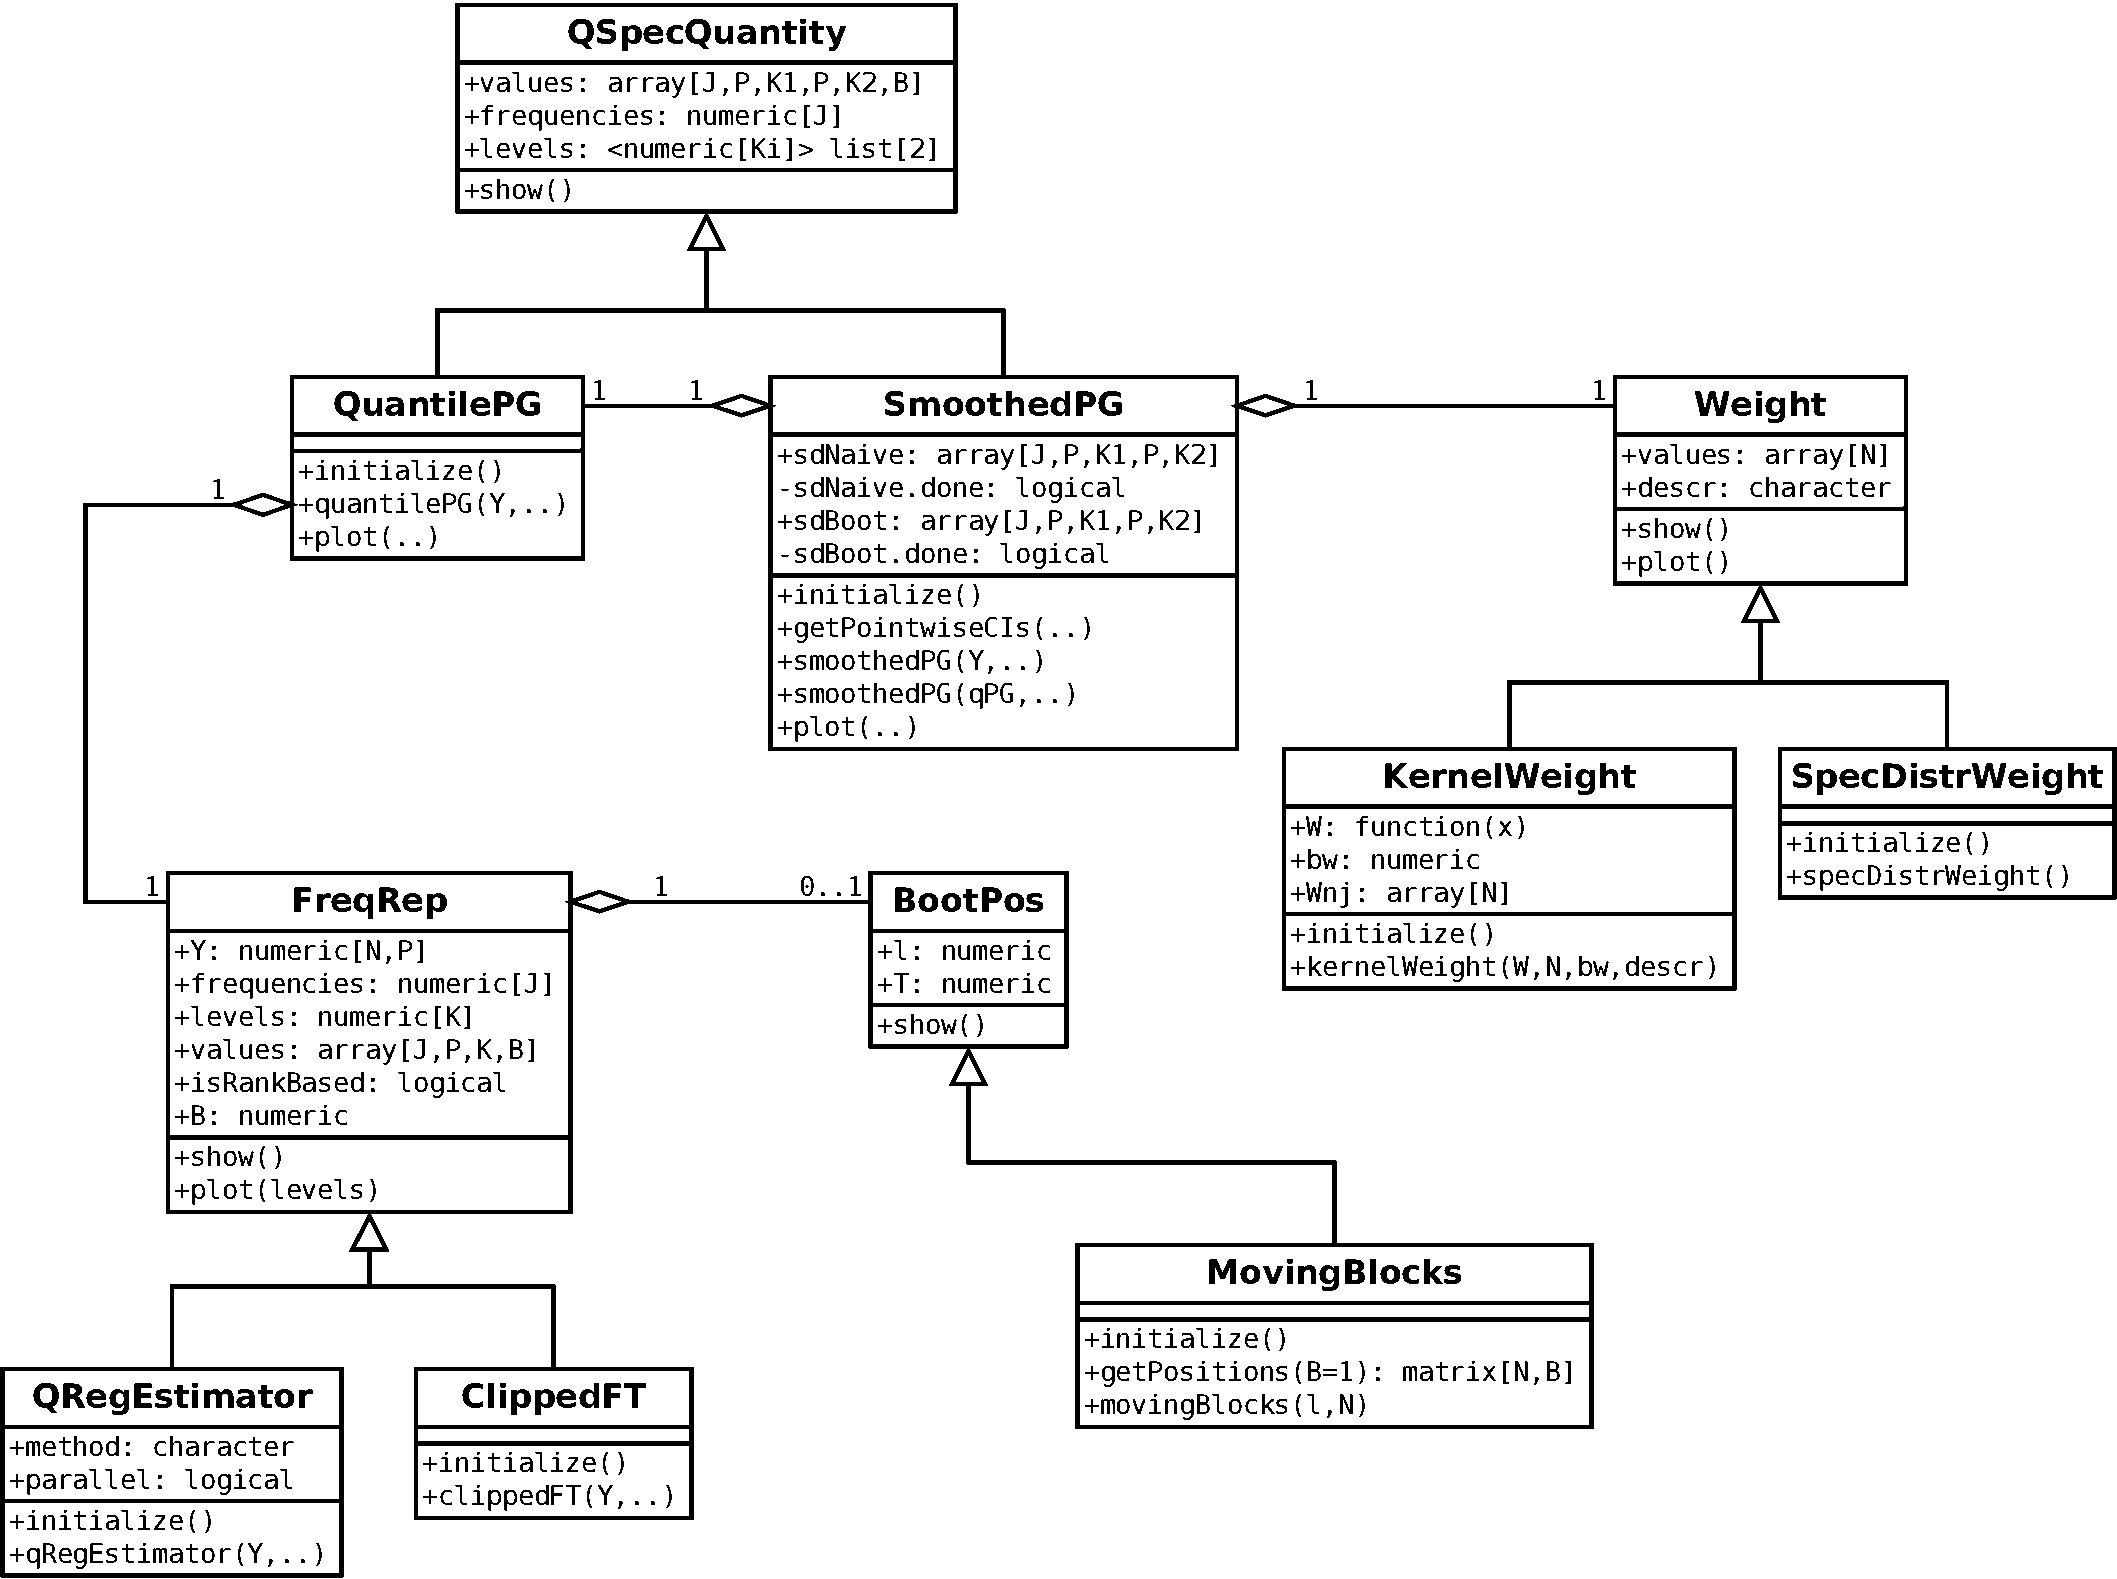 QSpecQuantity
+values: array[J,P,K1,P,K2,B]
+frequencies: numeric[J]
+levels: <numeric[Ki]> list[2]
+show()
QuantilePG
+initialize()
+quantilePG(Y,..)
+plot(..)
1
1
SmoothedPG
+sdNaive: array[J,P,K1,P,K2]
-sdNaive.done: logical
+sdBoot: array[J,P,K1,P,K2]
-sdBoot.done: logical
+initialize()
+getPointwiseCIs(..)
+smoothedPG(Y,..)
+smoothedPG(qPG,..)
+plot(..)
1
1
Weight
+values: array[N]
+descr: character
+show()
+plot()
1
KernelWeight
+W: function(x)
+bw: numeric
+Wnj: array[N]
+initialize()
+kernelWeight(W,N,bw,descr)
SpecDistrWeight
+initialize()
+specDistrWeight()
1
FreqRep
+Y: numeric[N,P]
+frequencies: numeric[J]
+levels: numeric[K]
+values: array[J,P,K,B]
+isRankBased: logical
+B: numeric
+show()
+plot(levels)
1
0..1
BootPos
+l: numeric
+T: numeric
+show()
MovingBlocks
+initialize()
+getPositions(B=1): matrix[N,B]
+movingBlocks(l,N)
QRegEstimator
+method: character
+parallel: logical
+initialize()
+qRegEstimator(Y,..)
ClippedFT
+initialize()
+clippedFT(Y,..)